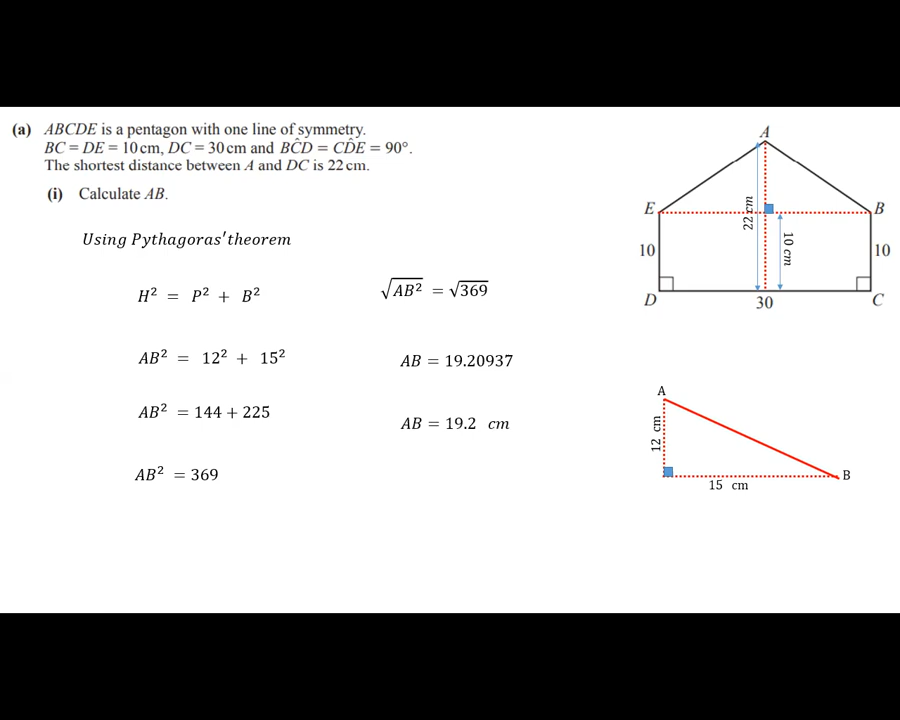 (a) ABCDE is a pentagon with one line of symmetry.
BC = DE = 10 cm, DC = 30 cm and BĈD = CD̂E = 90°.
The shortest distance between A and DC is 22 cm.
(i) Calculate AB.
Using Pythagoras'theorem
H² = P² + B²
AB² = 12² + 15²
AB² = 144 + 225
AB² = 369
√AB² = √369
AB = 19.20937
AB = 19.2 cm
A
E
B
22 cm
10 cm
10
10
D
30
C
A
12 cm
15 cm
B